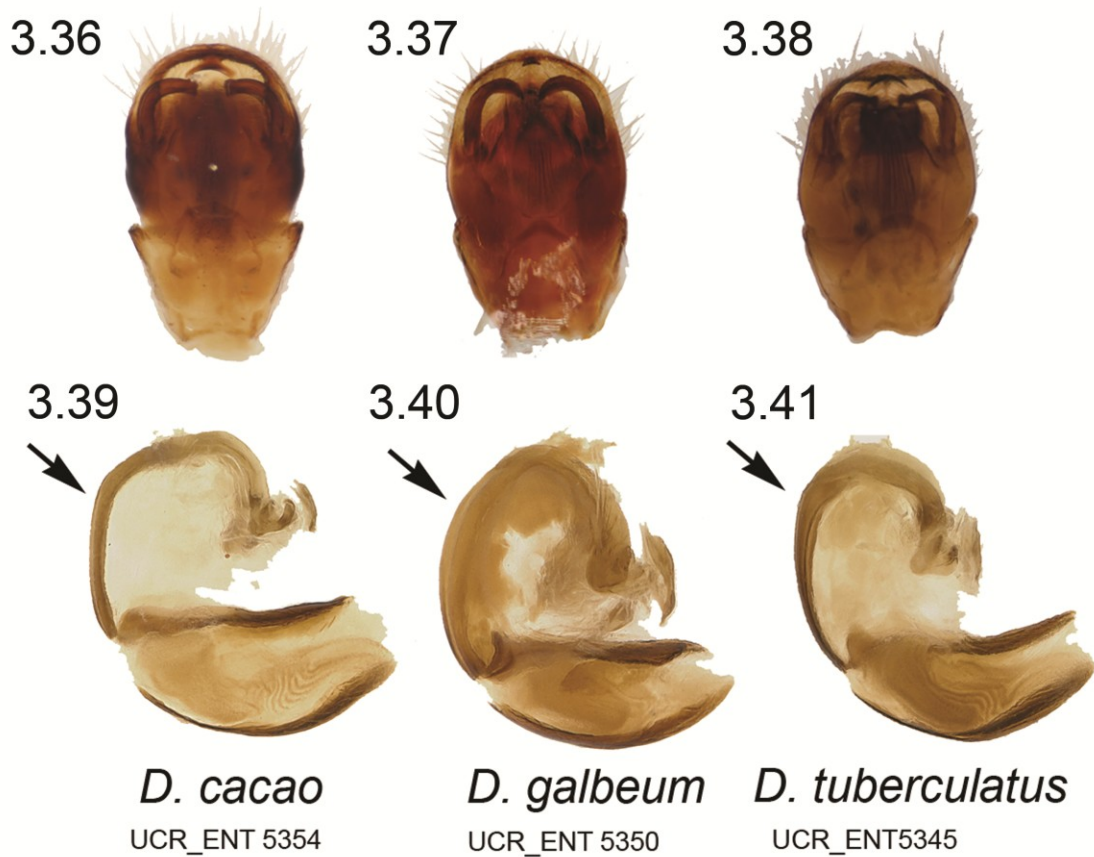 3.36 3.37 3.38
3.39 3.40 3.41
D. cacao D. galbeum D. tuberculatus
UCR_ENT 5354 UCR_ENT 5350 UCR_ENT5345